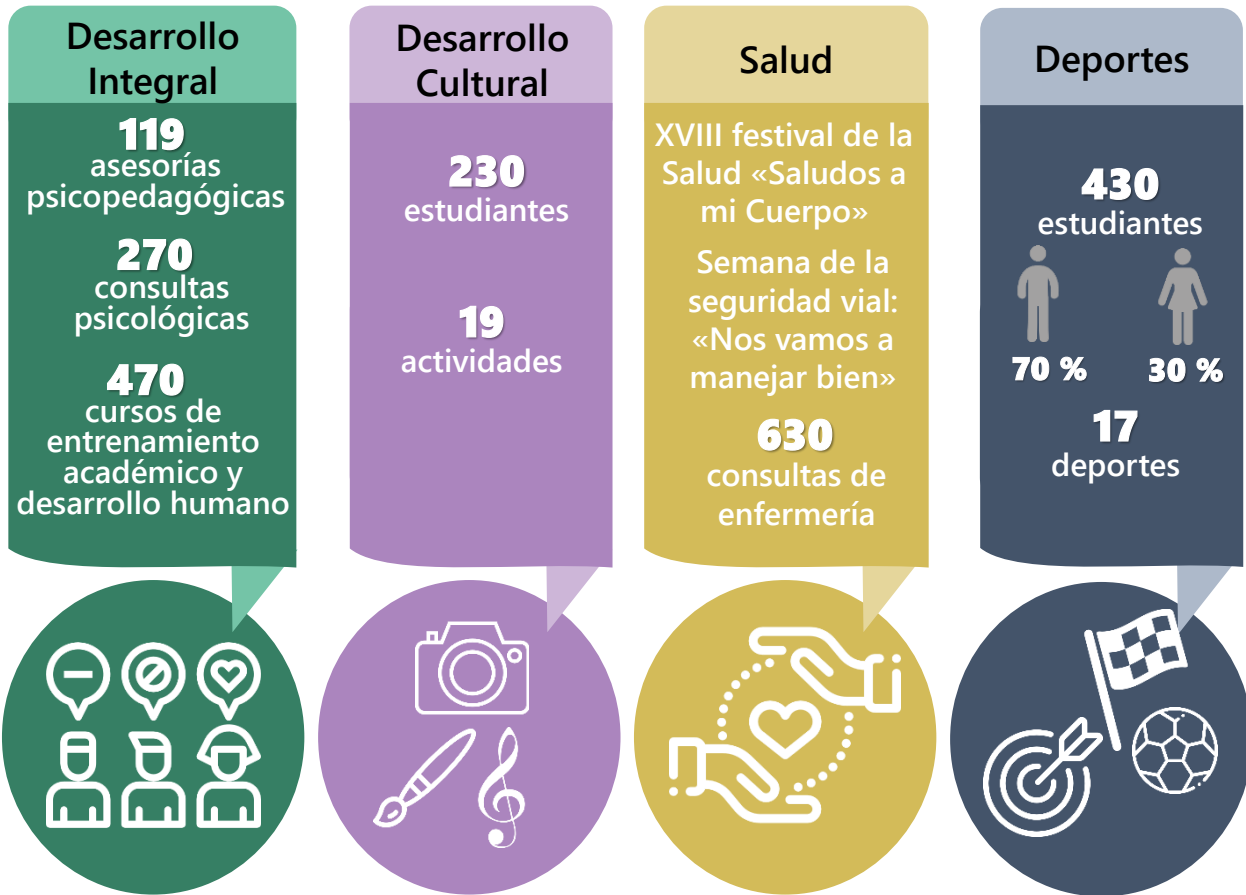 Desarrollo
Integral
119
asesorías
psicopedagógicas
270
consultas
psicológicas
470
cursos de
entrenamiento
académico y
desarrollo humano
Desarrollo
Cultural
230
estudiantes
19
actividades
Salud
XVIII festival de la
Salud «Saludos a
mi Cuerpo»
Semana de la
seguridad vial:
«Nos vamos a
manejar bien»
630
consultas de
enfermería
Deportes
430
estudiantes
70 % 30 %
17
deportes